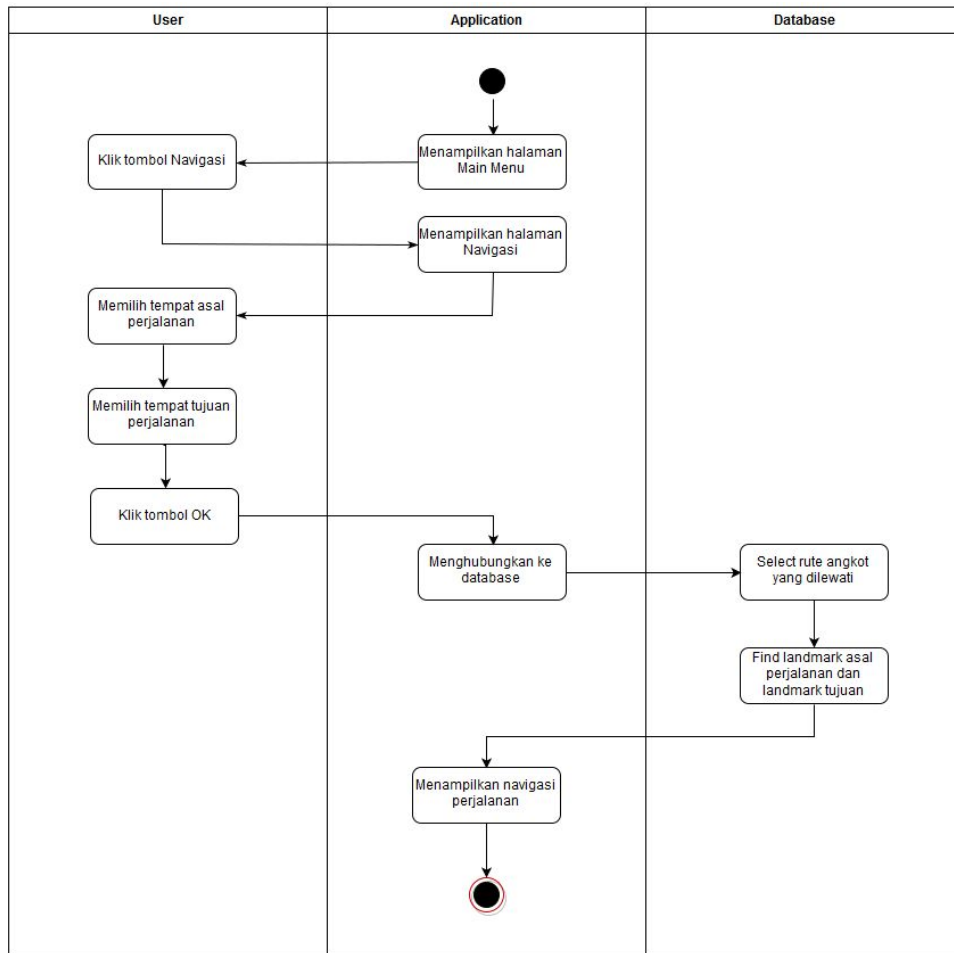 User
Application
Database
Menampilkan halaman
Main Menu
Klik tombol Navigasi
Menampilkan halaman
Navigasi
Memilih tempat asal
perjalanan
Memilih tempat tujuan
perjalanan
Klik tombol OK
Menghubungkan ke
database
Select rute angkot
yang dilewati
Find landmark asal
perjalanan dan
landmark tujuan
Menampilkan navigasi
perjalanan